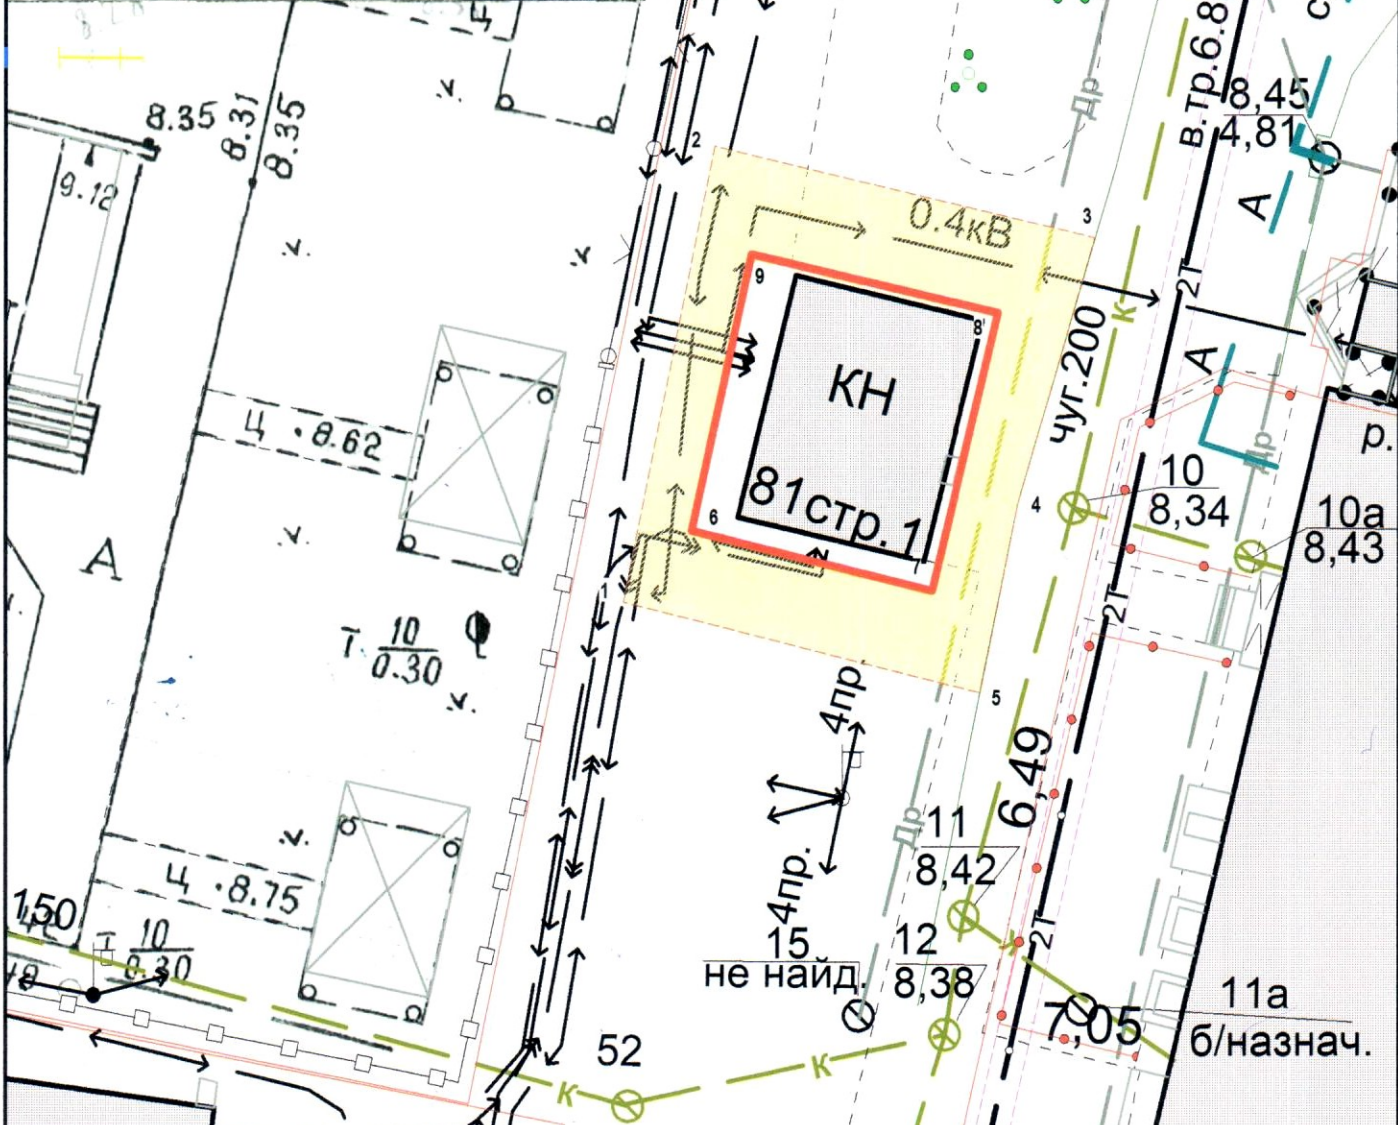 Ц
8.35
8.31
8.35
9.12
2
Др
в.тр.6.8
с
8,45
4,81
А
3
0.4кВ
2Т
К
9
8
чуг.200
А
КН
Ц · 8.62
81стр.1
6
7
4
Др
р.
10
8,34
10а
8,43
А
1
2Т
Т 10
0.30
5
4пр.
6,49
Др
11
8,42
Ц · 8.75
150
Т 10
0.30
4пр.
15
не найд.
12
8,38
2Т
11а
б/назнач.
7,05
52
К
К